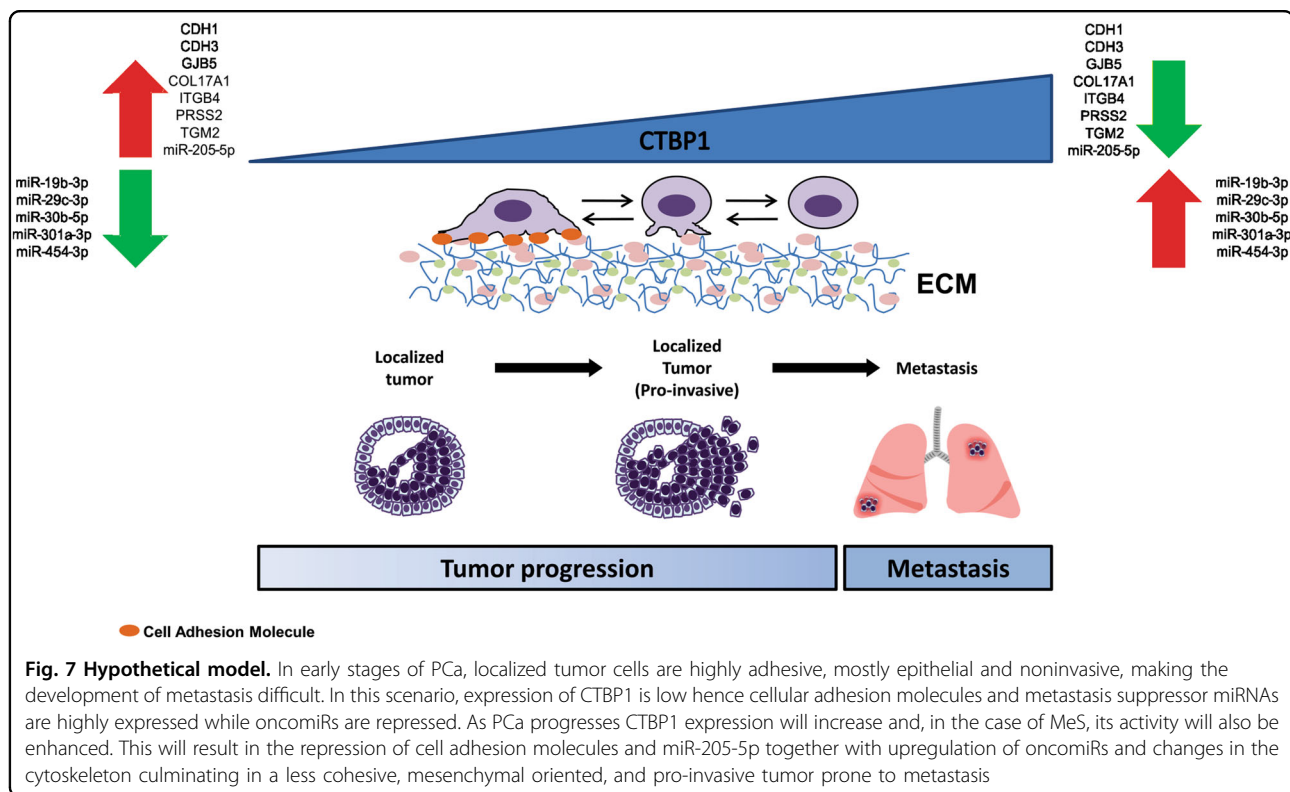 CDH1
CDH3
GJB5
COL17A1
ITGB4
PRSS2
TGM2
miR-205-5p
miR-19b-3p
miR-29c-3p
miR-30b-5p
miR-301a-3p
miR-454-3p
CTBP1
CDH1
CDH3
GJB5
COL17A1
ITGB4
PRSS2
TGM2
miR-205-5p
miR-19b-3p
miR-29c-3p
miR-30b-5p
miR-301a-3p
miR-454-3p
ECM
Localized
tumor
Localized
Tumor
(Pro-invasive)
Metastasis
Tumor progression
Metastasis
Cell Adhesion Molecule
Fig. 7 Hypothetical model. In early stages of PCa, localized tumor cells are highly adhesive, mostly epithelial and noninvasive, making the
development of metastasis difficult. In this scenario, expression of CTBP1 is low hence cellular adhesion molecules and metastasis suppressor miRNAs
are highly expressed while oncomiRs are repressed. As PCa progresses CTBP1 expression will increase and, in the case of MeS, its activity will also be
enhanced. This will result in the repression of cell adhesion molecules and miR-205-5p together with upregulation of oncomiRs and changes in the
cytoskeleton culminating in a less cohesive, mesenchymal oriented, and pro-invasive tumor prone to metastasis